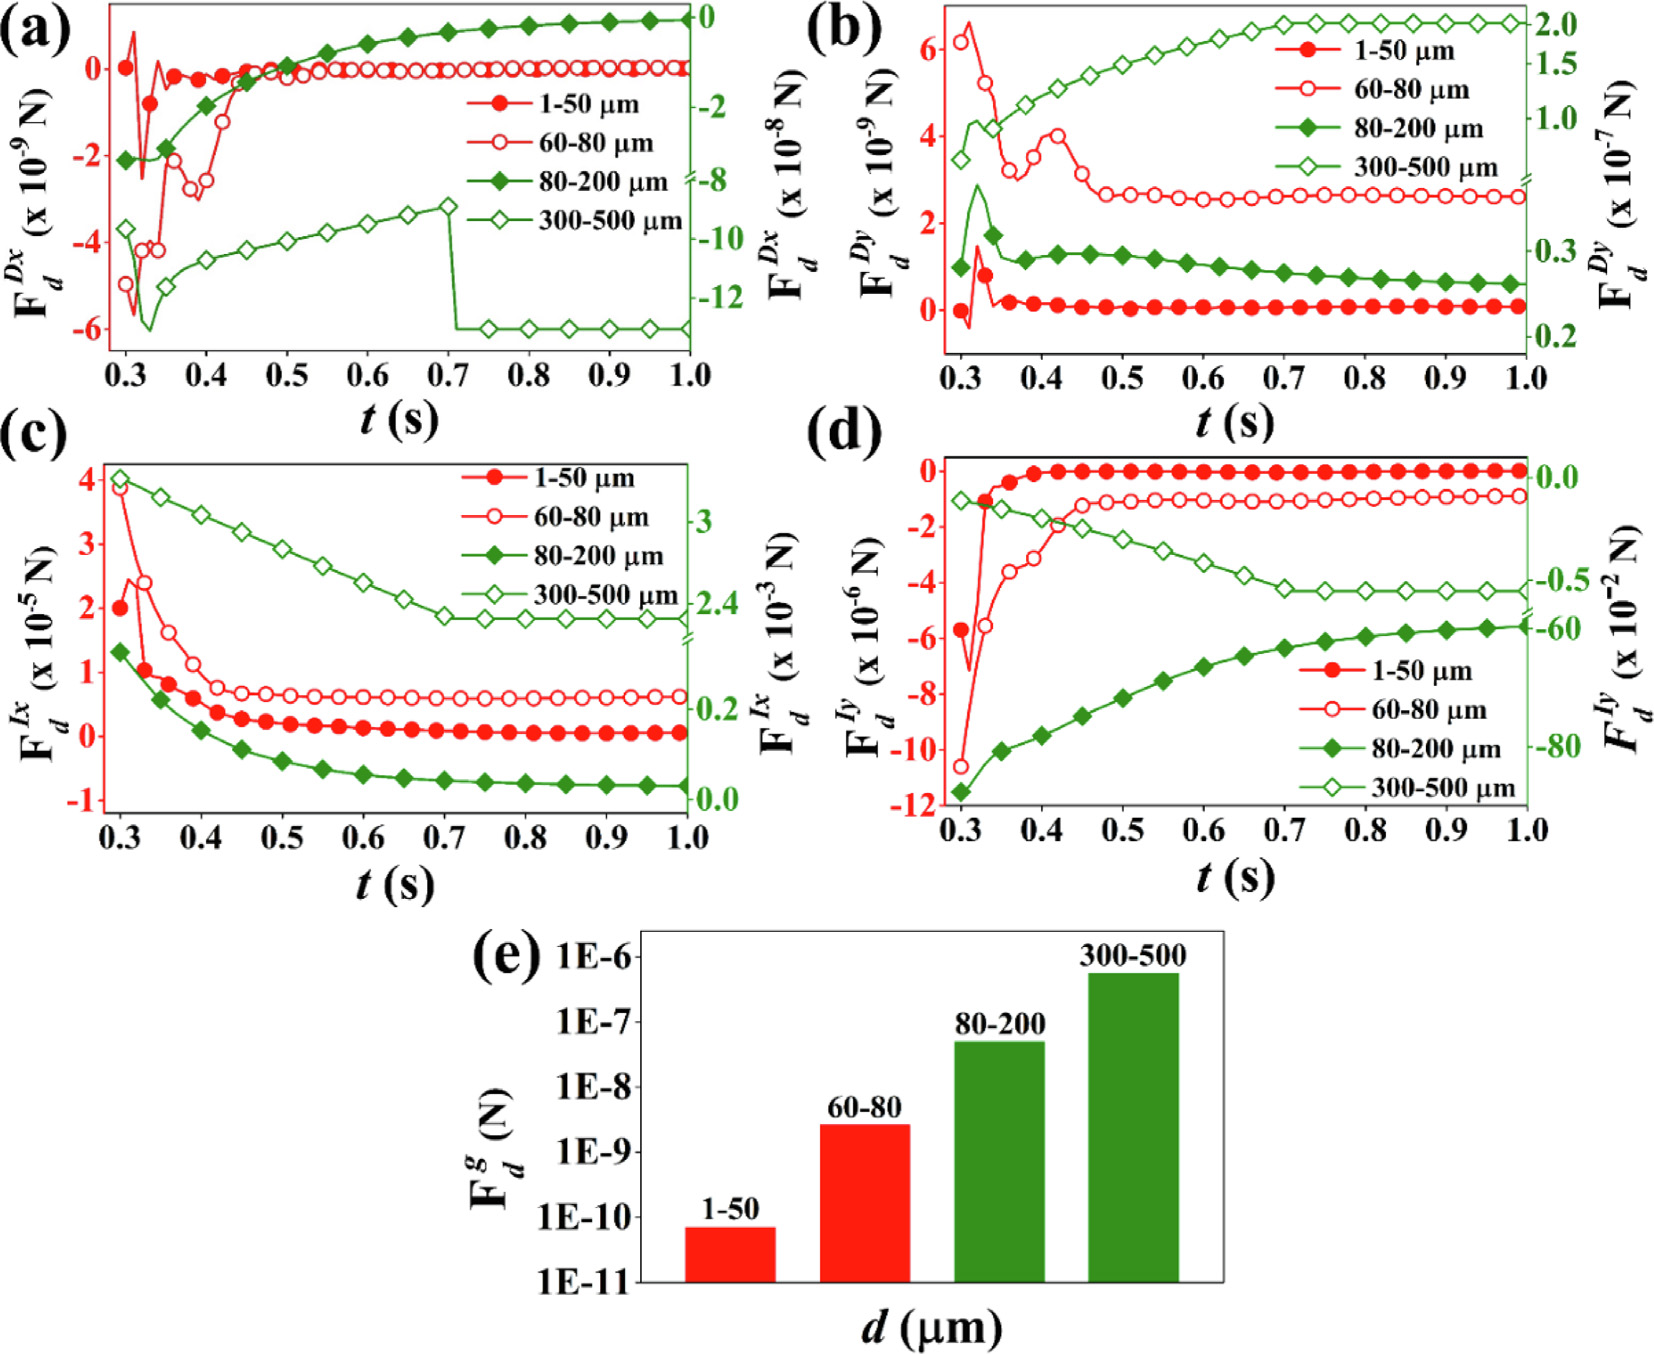 (a)
0
-2
-4
-6
F_d^Dx (x 10^-9 N)
0
-2
-8
-10
-12
F_d^Dx (x 10^-8 N)
1-50 μm
60-80 μm
80-200 μm
300-500 μm
0.3 0.4 0.5 0.6 0.7 0.8 0.9 1.0
t (s)
(b)
6
4
2
0
F_d^Dy (x 10^-9 N)
2.0
1.5
1.0
0.3
0.2
F_d^Dy (x 10^-7 N)
1-50 μm
60-80 μm
80-200 μm
300-500 μm
0.3 0.4 0.5 0.6 0.7 0.8 0.9 1.0
t (s)
(c)
4
3
2
1
0
-1
F_d^Ix (x 10^-5 N)
3
2.4
0.2
0.0
F_d^Ix (x 10^-3 N)
1-50 μm
60-80 μm
80-200 μm
300-500 μm
0.3 0.4 0.5 0.6 0.7 0.8 0.9 1.0
t (s)
(d)
0
-2
-4
-6
-8
-10
-12
F_d^Iy (x 10^-6 N)
0.0
-0.5
-60
-80
F_d^Iy (x 10^-2 N)
1-50 μm
60-80 μm
80-200 μm
300-500 μm
0.3 0.4 0.5 0.6 0.7 0.8 0.9 1.0
t (s)
(e)
1E-6
1E-7
1E-8
1E-9
1E-10
1E-11
F_d^g (N)
1-50
60-80
80-200
300-500
d (μm)